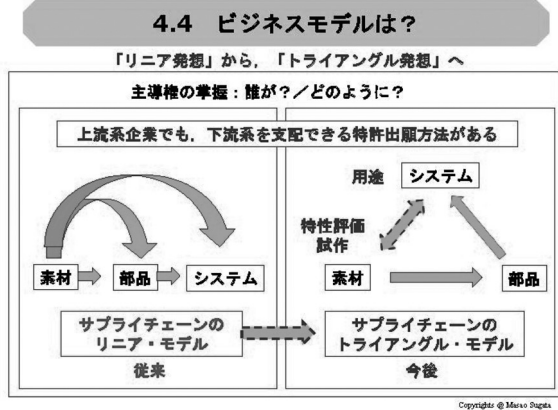 4.4 ビジネスモデルは？
「リニア発想」から，「トライアングル発想」へ
主導権の掌握：誰が？／どのように？
上流系企業でも，下流系を支配できる特許出願方法がある
素材
部品
システム
サプライチェーンの
リニア・モデル
従来
用途
システム
特性評価
試作
素材
部品
サプライチェーンの
トライアングル・モデル
今後
Copyrights @ Masao Sugata